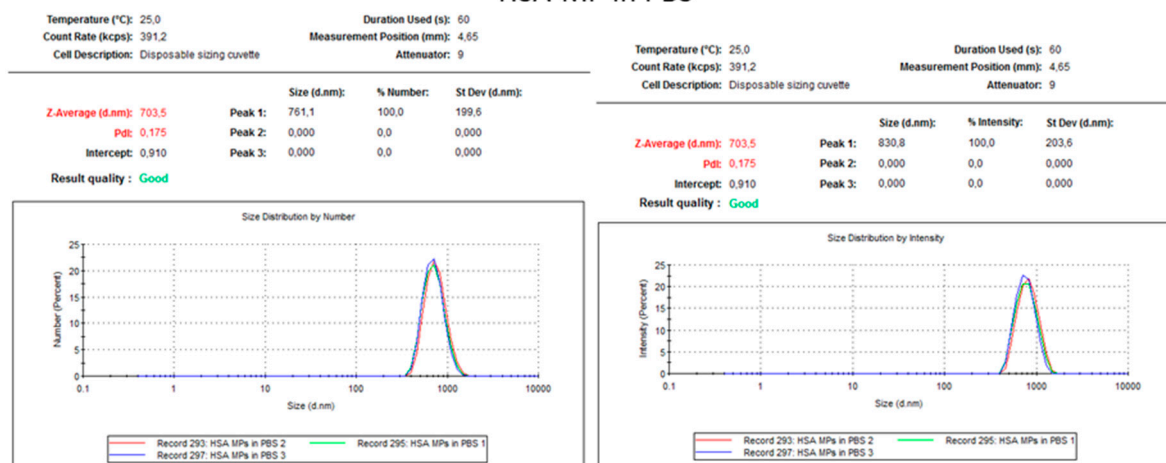 HSA-MP in PBS
Temperature (°C): 25,0 Duration Used (s): 60
Count Rate (kcps): 391,2 Measurement Position (mm): 4,65
Cell Description: Disposable sizing cuvette Attenuator: 9
Size (d.nm): % Number: St Dev (d.nm):
Z-Average (d.nm): 703,5 Peak 1: 761,1 100,0 199,6
PdI: 0,175 Peak 2: 0,000 0,0 0,000
Intercept: 0,910 Peak 3: 0,000 0,0 0,000
Result quality : Good
Size Distribution by Number
Number (Percent)
25
20
15
10
5
0
0.1 1 10 100 1000 10000
Size (d.nm)
Record 293: HSA MPs in PBS 2 Record 295: HSA MPs in PBS 1
Record 297: HSA MPs in PBS 3
Temperature (°C): 25,0 Duration Used (s): 60
Count Rate (kcps): 391,2 Measurement Position (mm): 4,65
Cell Description: Disposable sizing cuvette Attenuator: 9
Size (d.nm): % Intensity: St Dev (d.nm):
Z-Average (d.nm): 703,5 Peak 1: 830,8 100,0 203,6
PdI: 0,175 Peak 2: 0,000 0,0 0,000
Intercept: 0,910 Peak 3: 0,000 0,0 0,000
Result quality : Good
Size Distribution by Intensity
Intensity (Percent)
25
20
15
10
5
0
0.1 1 10 100 1000 10000
Size (d.nm)
Record 293: HSA MPs in PBS 2 Record 295: HSA MPs in PBS 1
Record 297: HSA MPs in PBS 3